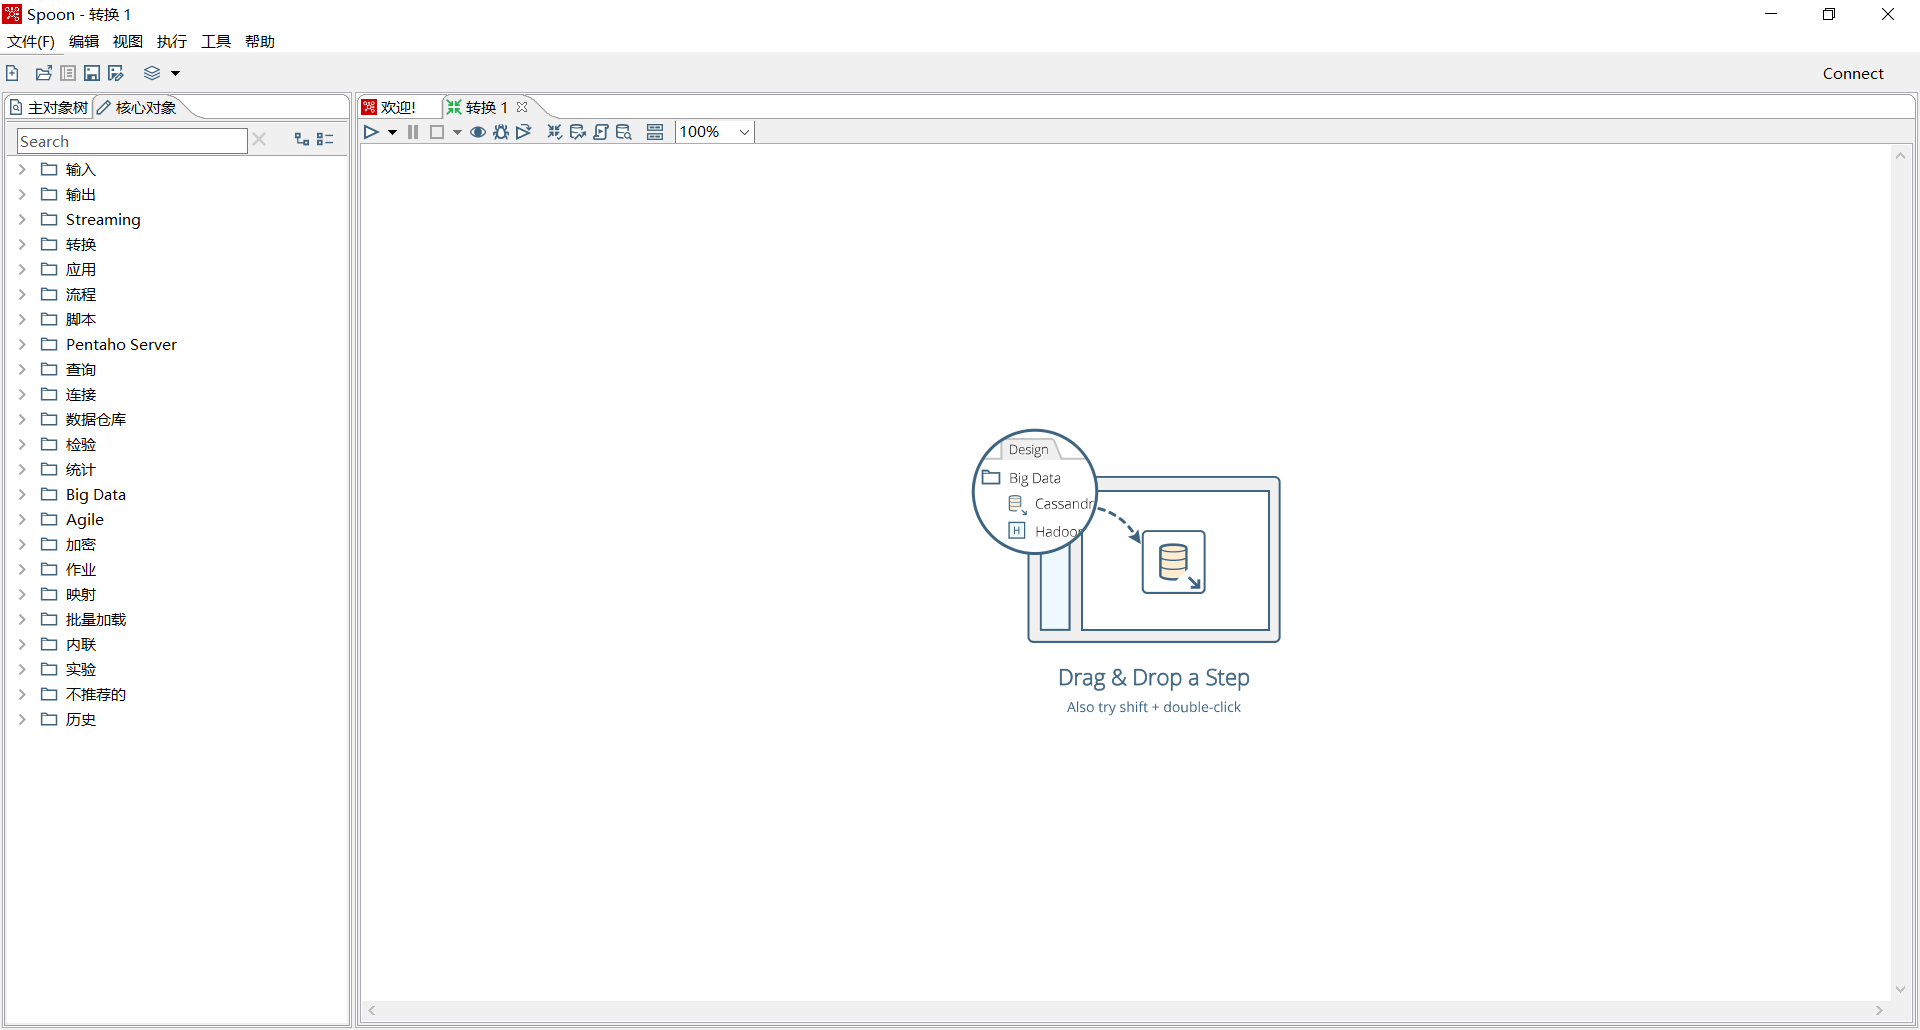 Spoon - 转换 1
文件(F) 编辑 视图 执行 工具 帮助
Connect
主对象树 核心对象
欢迎! 转换 1
100%
Search
输入
输出
Streaming
转换
应用
流程
脚本
Pentaho Server
查询
连接
数据仓库
检验
统计
Big Data
Agile
加密
作业
映射
批量加载
内联
实验
不推荐的
历史
Design
Big Data
Cassandr
H Hadoop
Drag & Drop a Step
Also try shift + double-click